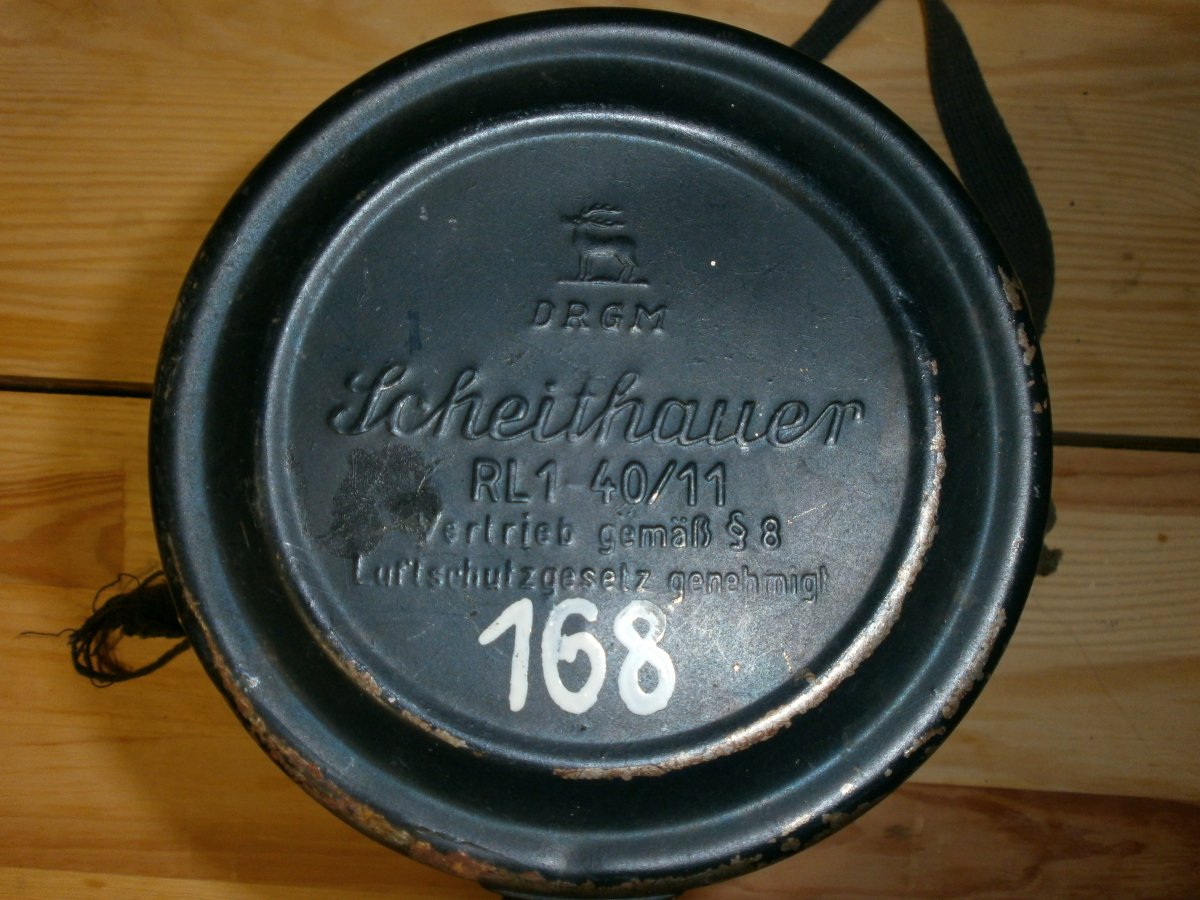 DRGM
Scheithauer
RL1 40/11
Vertrieb gemäß § 8
Luftschutzgesetz genehmigt
168